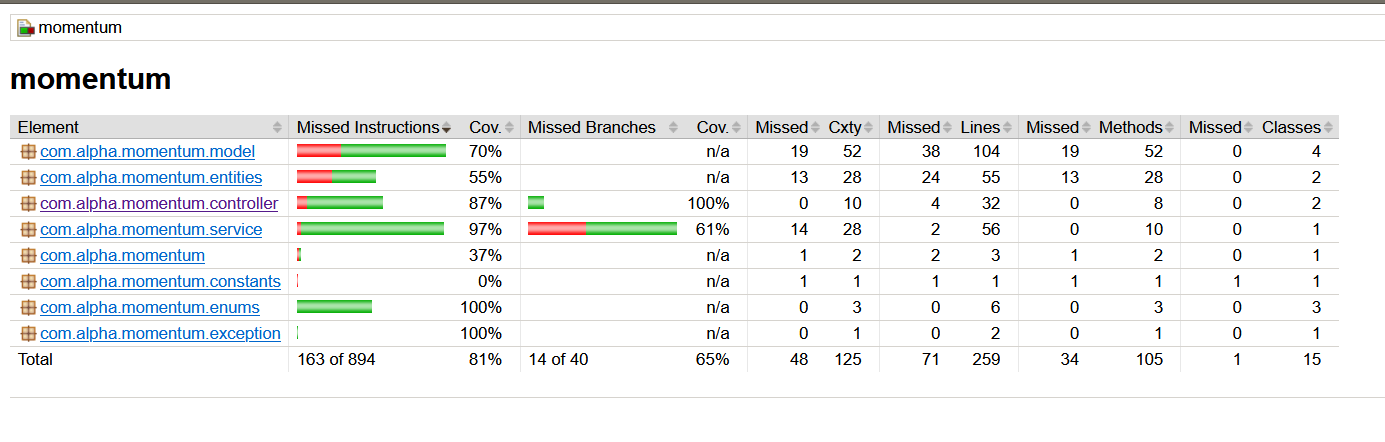 momentum
momentum
Element Missed Instructions Cov. Missed Branches Cov. Missed Cxty Missed Lines Missed Methods Missed Classes
com.alpha.momentum.model 70% n/a 19 52 38 104 19 52 0 4
com.alpha.momentum.entities 55% n/a 13 28 24 55 13 28 0 2
com.alpha.momentum.controller 87% 100% 0 10 4 32 0 8 0 2
com.alpha.momentum.service 97% 61% 14 28 2 56 0 10 0 1
com.alpha.momentum 37% n/a 1 2 2 3 1 2 0 1
com.alpha.momentum.constants 0% n/a 1 1 1 1 1 1 1 1
com.alpha.momentum.enums 100% n/a 0 3 0 6 0 3 0 3
com.alpha.momentum.exception 100% n/a 0 1 0 2 0 1 0 1
Total 163 of 894 81% 14 of 40 65% 48 125 71 259 34 105 1 15